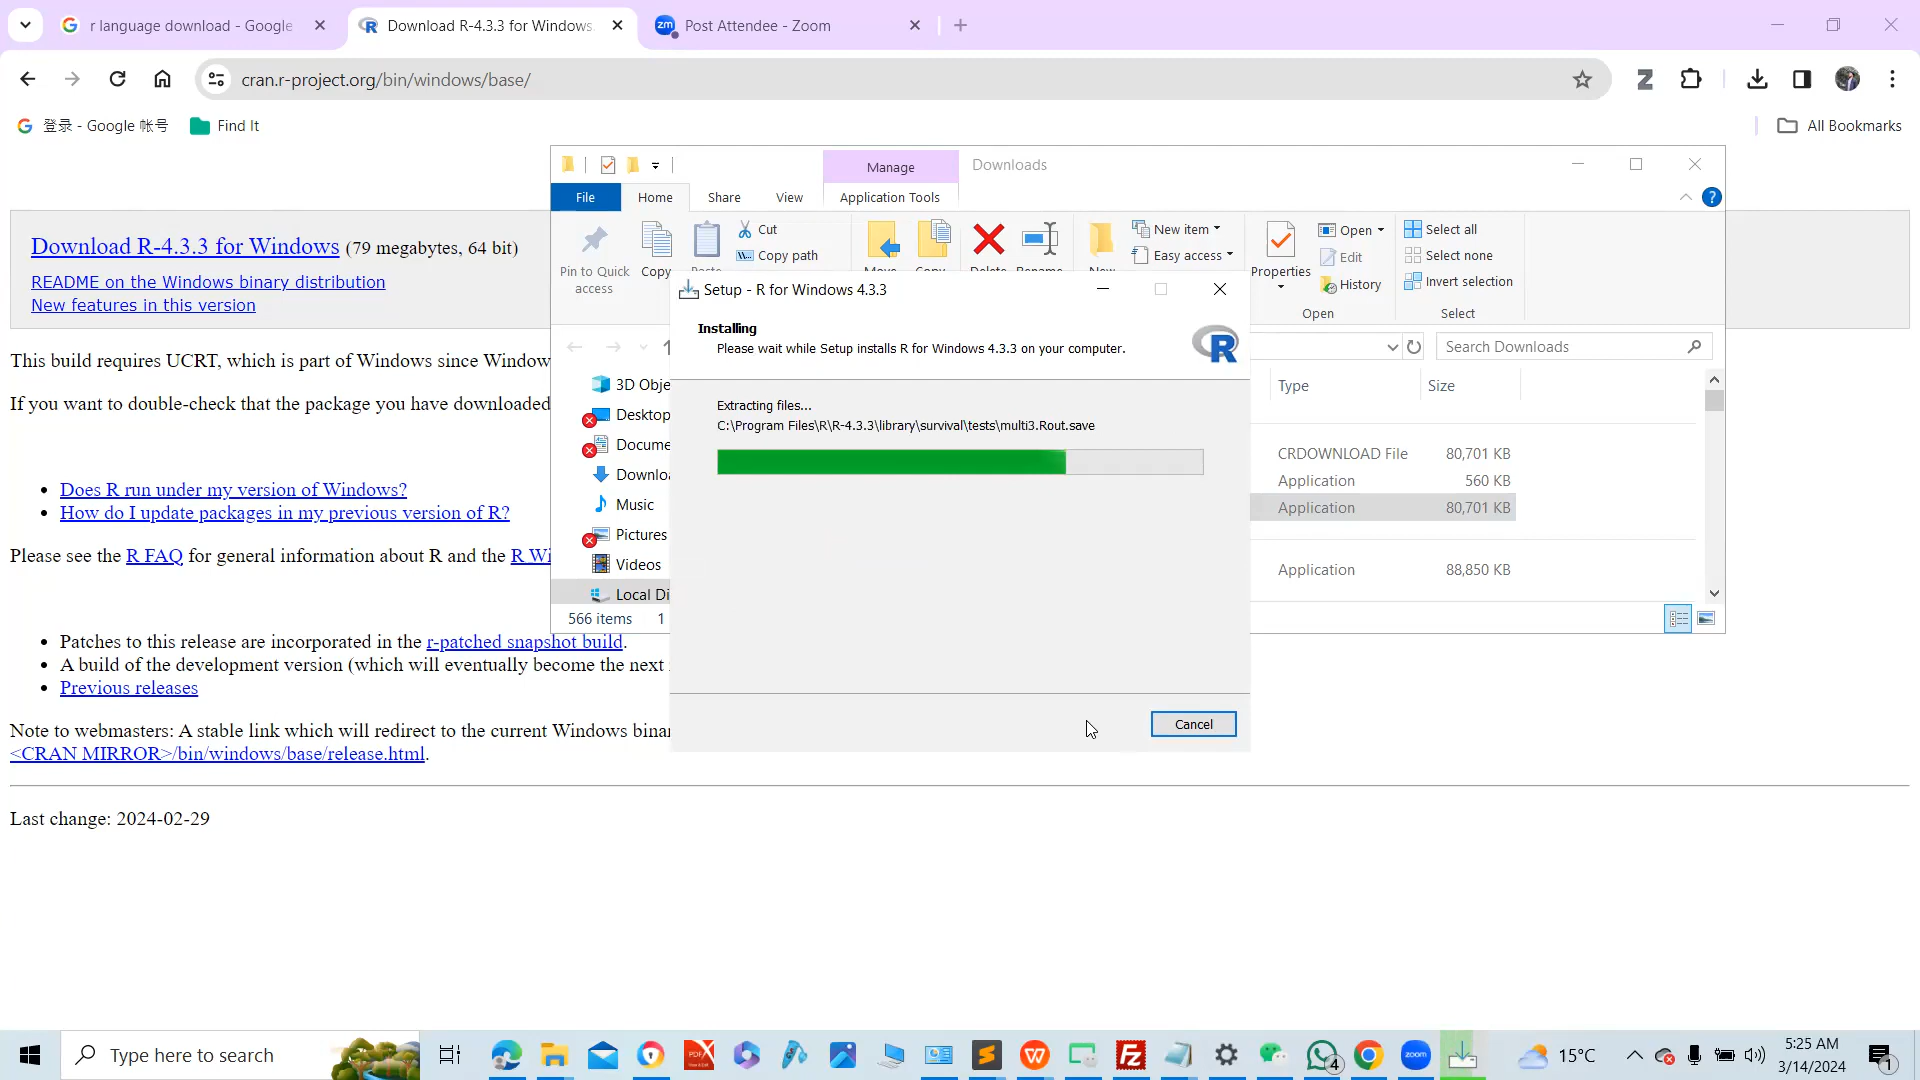 r language download - Google
Download R-4.3.3 for Windows.
zm
Post Attendee - Zoom
cran.r-project.org/bin/windows/base/
登录 - Google 帐号
Find It
All Bookmarks
Manage
Downloads
File
Home
Share
View
Application Tools
Pin to Quick access
Copy
Cut
Copy path
New item
Easy access
Properties
Open
Edit
History
Open
Select all
Select none
Invert selection
Select
Download R-4.3.3 for Windows (79 megabytes, 64 bit)
README on the Windows binary distribution
New features in this version
Setup - R for Windows 4.3.3
Installing
Please wait while Setup installs R for Windows 4.3.3 on your computer.
Search Downloads
This build requires UCRT, which is part of Windows since Window
If you want to double-check that the package you have downloaded
3D Obje
Desktop
Docume
Downloa
Music
Pictures
Videos
Local Di
566 items 1
Type
Size
CRDOWNLOAD File 80,701 KB
Application 560 KB
Application 80,701 KB
Application 88,850 KB
Extracting files...
C:\Program Files\R\R-4.3.3\library\survival\tests\multi3.Rout.save
Cancel
Does R run under my version of Windows?
How do I update packages in my previous version of R?
Please see the R FAQ for general information about R and the R Wi
Patches to this release are incorporated in the r-patched snapshot build.
A build of the development version (which will eventually become the next
Previous releases
Note to webmasters: A stable link which will redirect to the current Windows binar
<CRAN MIRROR>/bin/windows/base/release.html.
Last change: 2024-02-29
Type here to search
zoom
4
15°C
5:25 AM
3/14/2024
1